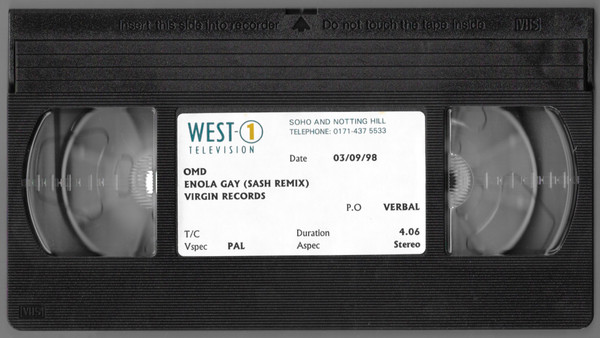 Insert this side into recorder Do not touch the tape inside VHS
WEST-1
TELEVISION
SOHO AND NOTTING HILL
TELEPHONE: 0171-437 5533
Date 03/09/98
OMD
ENOLA GAY (SASH REMIX)
VIRGIN RECORDS
P.O VERBAL
T/C Duration 4.06
Vspec PAL Aspec Stereo
VHS